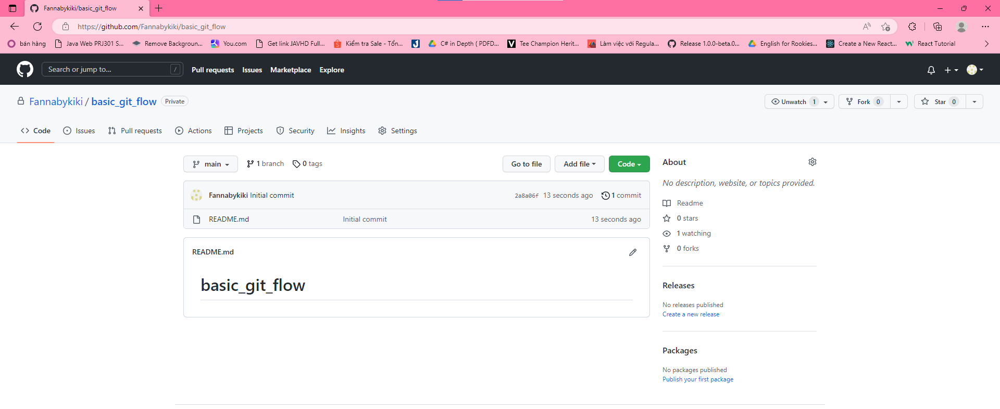 Fannabykiki/basic_git_flow
https://github.com/Fannabykiki/basic_git_flow
bán hàng
Java Web PRJ301 S...
Remove Backgroun...
You.com
Get link JAVHD Full...
Kiểm tra Sale - Tổn...
C# in Depth ( PDFD...
Tee Champion Herit...
Làm việc với Regula...
Release 1.0.0-beta.0...
English for Rookies...
Create a New React...
React Tutorial
Search or jump to...
/
Pull requests
Issues
Marketplace
Explore
Fannabykiki / basic_git_flow
Private
Unwatch 1
Fork 0
Star 0
Code
Issues
Pull requests
Actions
Projects
Security
Insights
Settings
main
1 branch
0 tags
Go to file
Add file
Code
Fannabykiki Initial commit
2a8a06f 13 seconds ago
1 commit
README.md
Initial commit
13 seconds ago
README.md
basic_git_flow
About
No description, website, or topics provided.
Readme
0 stars
1 watching
0 forks
Releases
No releases published
Create a new release
Packages
No packages published
Publish your first package